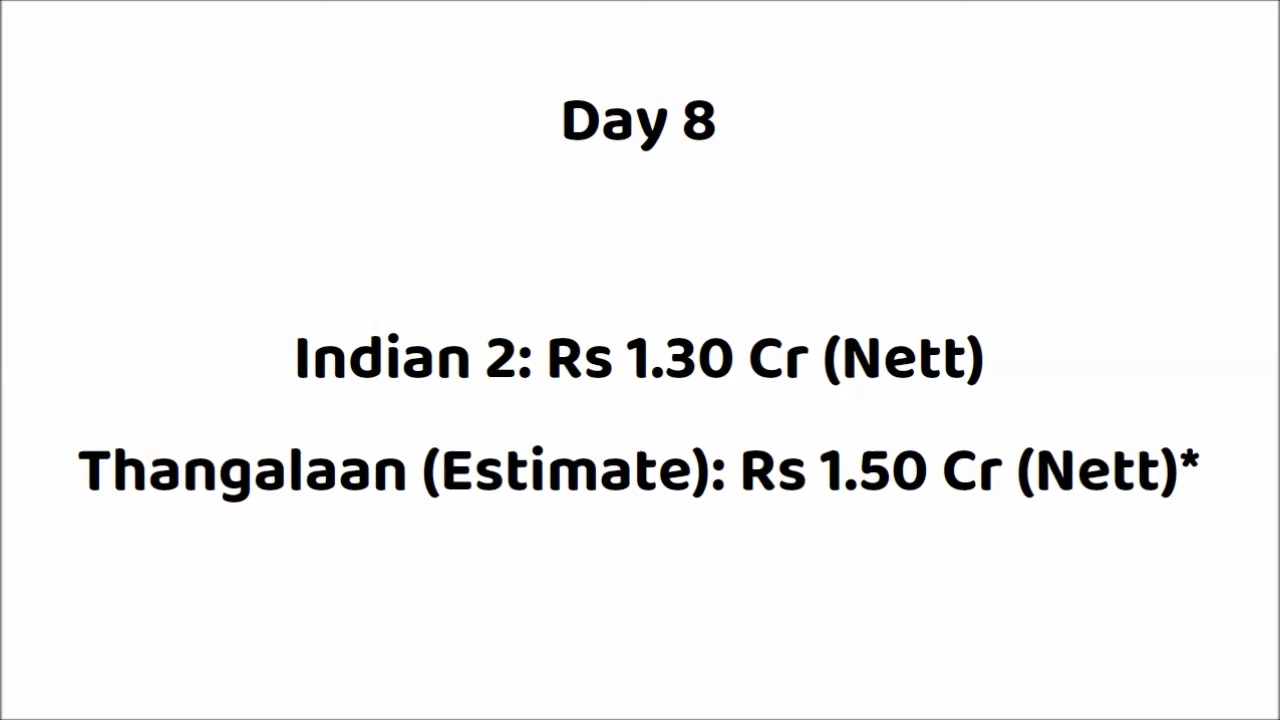 Day 8
Indian 2: Rs 1.30 Cr (Nett)
Thangalaan (Estimate): Rs 1.50 Cr (Nett)*